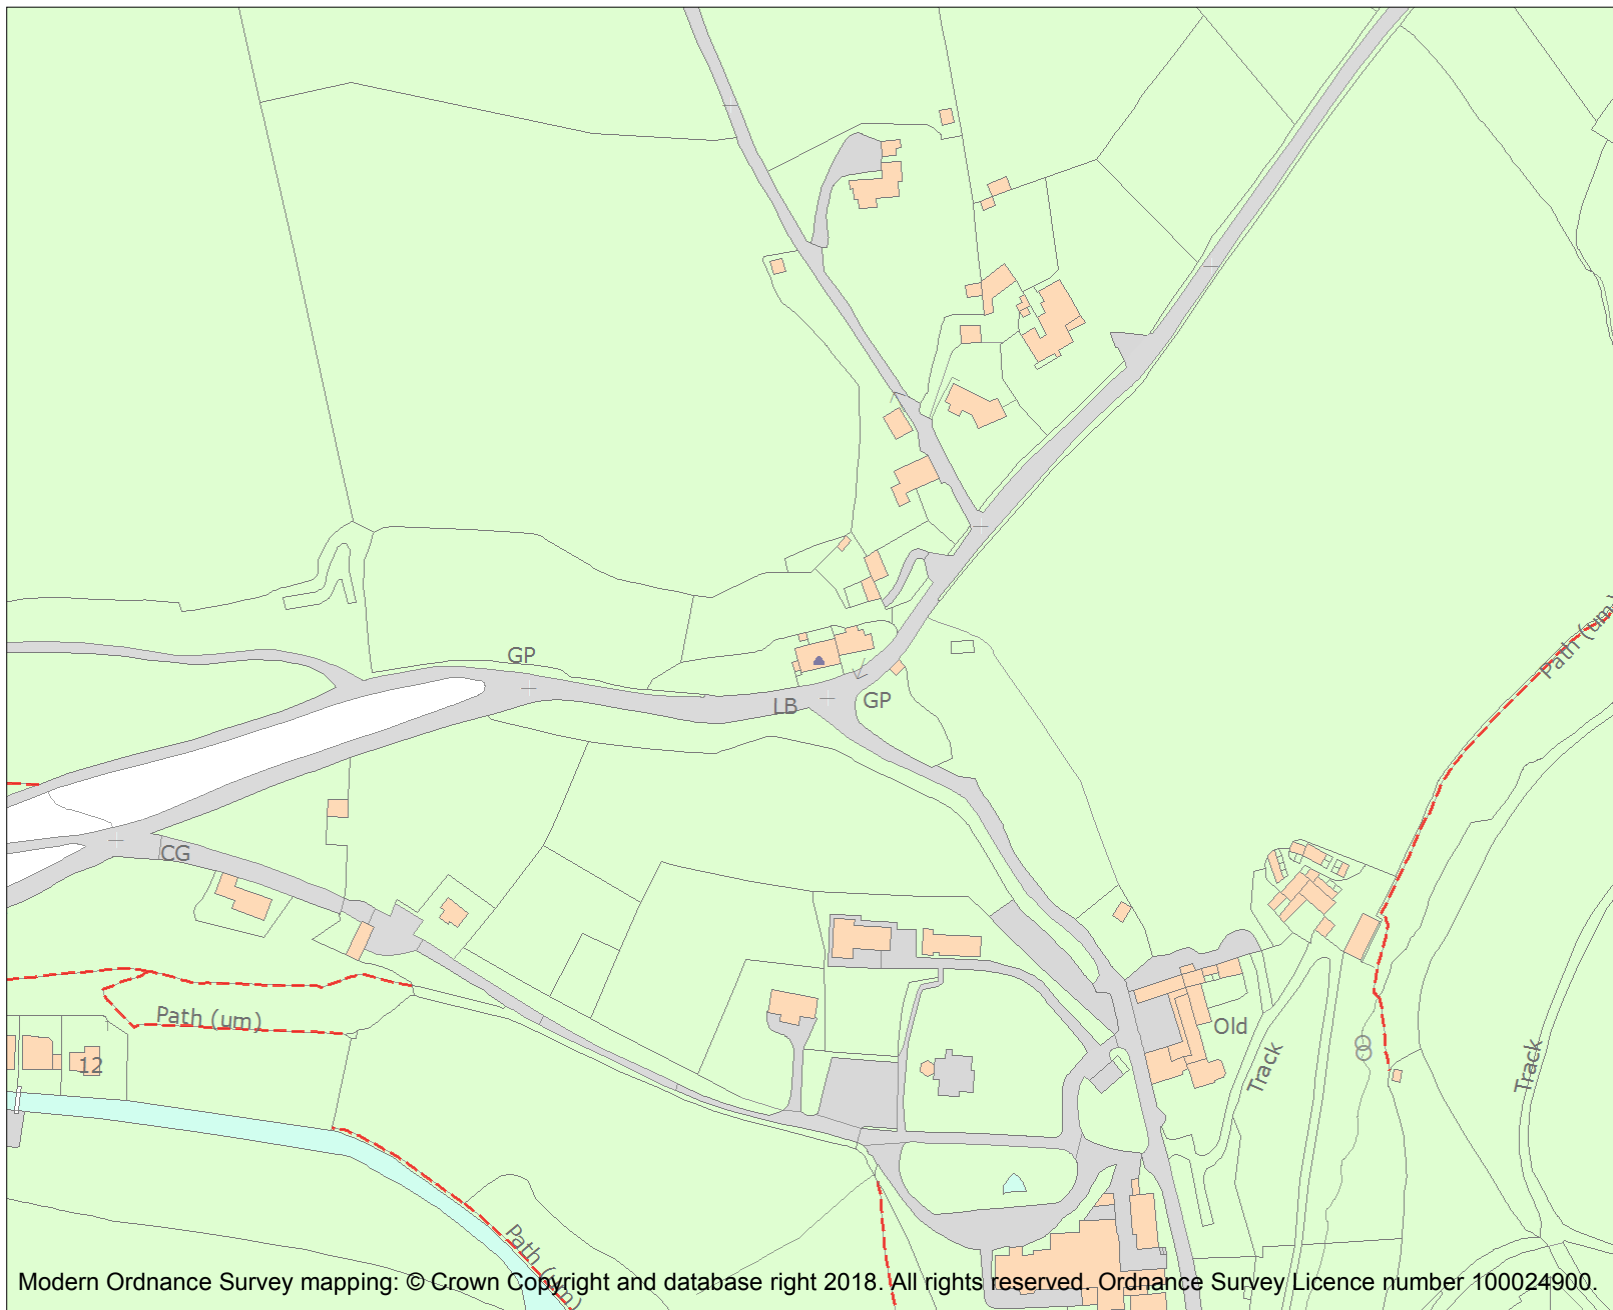 GP
Path (um)
GP
LB
CG
Path (um)
Old
12
Track
Track
Path (um)
Modern Ordnance Survey mapping: © Crown Copyright and database right 2018. All rights reserved. Ordnance Survey Licence number 100024900.